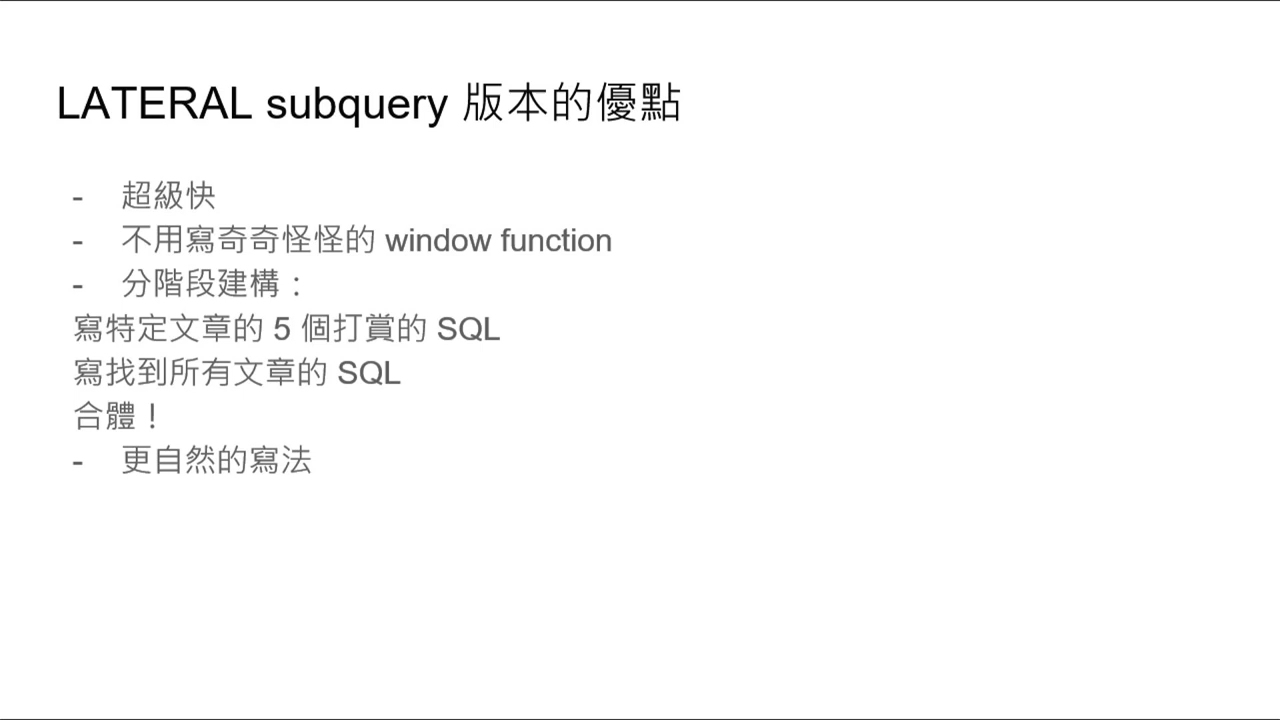 LATERAL subquery 版本的優點
- 超級快
- 不用寫奇奇怪怪的 window function
- 分階段建構：
寫特定文章的 5 個打賞的 SQL
寫找到所有文章的 SQL
合體！
- 更自然的寫法